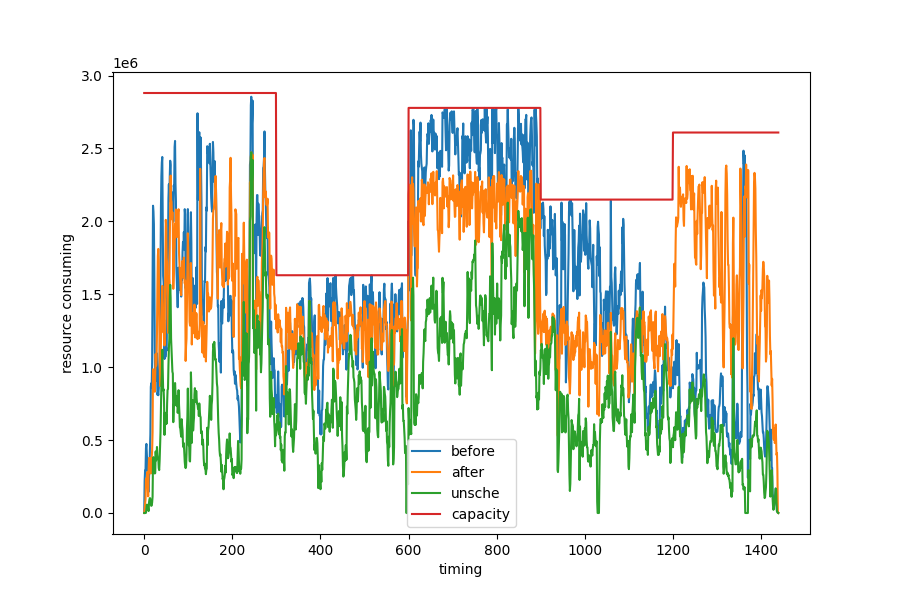 1e6
3.0
2.5
2.0
1.5
1.0
0.5
0.0
resource consuming
before
after
unsche
capacity
0 200 400 600 800 1000 1200 1400
timing